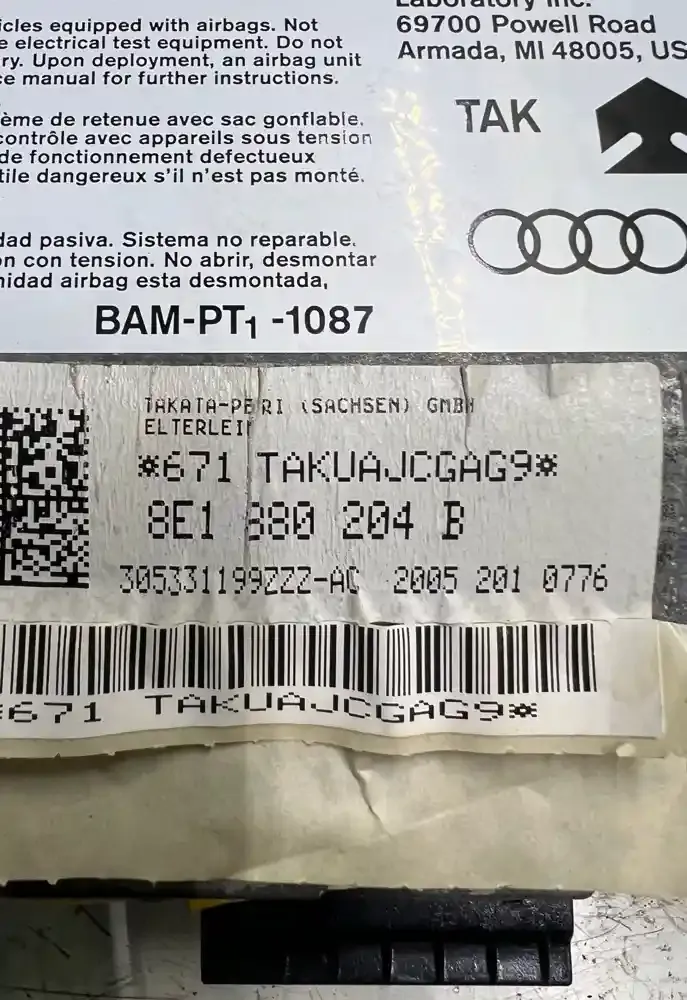 icles equipped with airbags. Not
e electrical test equipment. Do not
ry. Upon deployment, an airbag unit
ce manual for further instructions.
Laboratory Inc.
69700 Powell Road
Armada, MI 48005, US
ème de retenue avec sac gonflable.
contrôle avec appareils sous tension
de fonctionnement defectueux
tile dangereux s'il n'est pas monté.
TAK
dad pasiva. Sistema no reparable.
on con tension. No abrir, desmontar
nidad airbag esta desmontada,
BAM-PT1 -1087
TAKATA-PETRI (SACHSEN) GMBH
ELTERLEIN
*671 TAKUAJCGAG9*
8E1 880 204 B
305331199ZZZ-AC 2005 201 0776
*671 TAKUAJCGAG9*